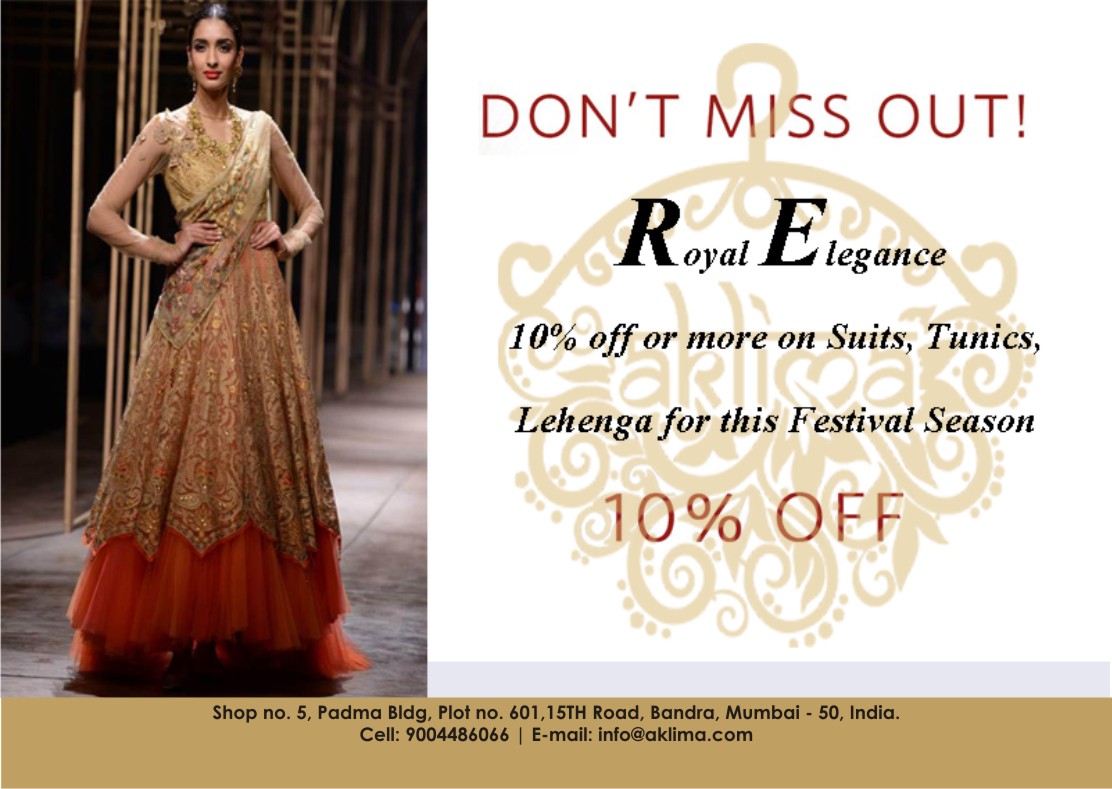 DON'T MISS OUT!
Royal Elegance
aklima
10% off or more on Suits, Tunics,
Lehenga for this Festival Season
10% OFF
Shop no. 5, Padma Bldg, Plot no. 601,15TH Road, Bandra, Mumbai - 50, India.
Cell: 9004486066 | E-mail: info@aklima.com